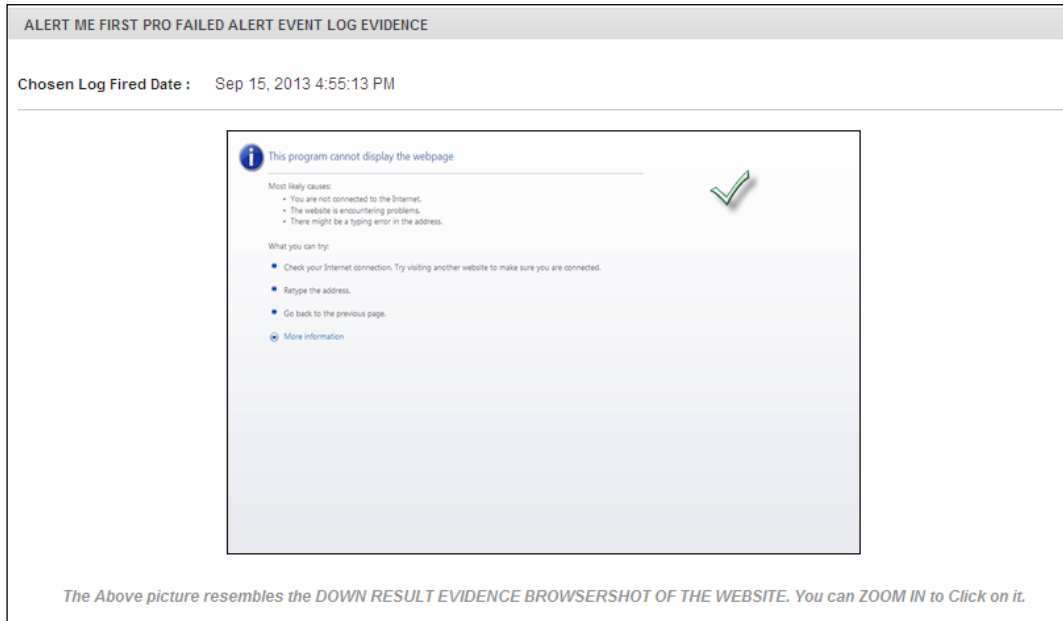 ALERT ME FIRST PRO FAILED ALERT EVENT LOG EVIDENCE
Chosen Log Fired Date : Sep 15, 2013 4:55:13 PM
This program cannot display the webpage
Most likely causes:
• You are not connected to the Internet.
• The website is encountering problems.
• There might be a typing error in the address.
What you can try:
Check your Internet connection. Try visiting another website to make sure you are connected.
Retype the address.
Go back to the previous page.
More information
The Above picture resembles the DOWN RESULT EVIDENCE BROWSERSHOT OF THE WEBSITE. You can ZOOM IN to Click on it.